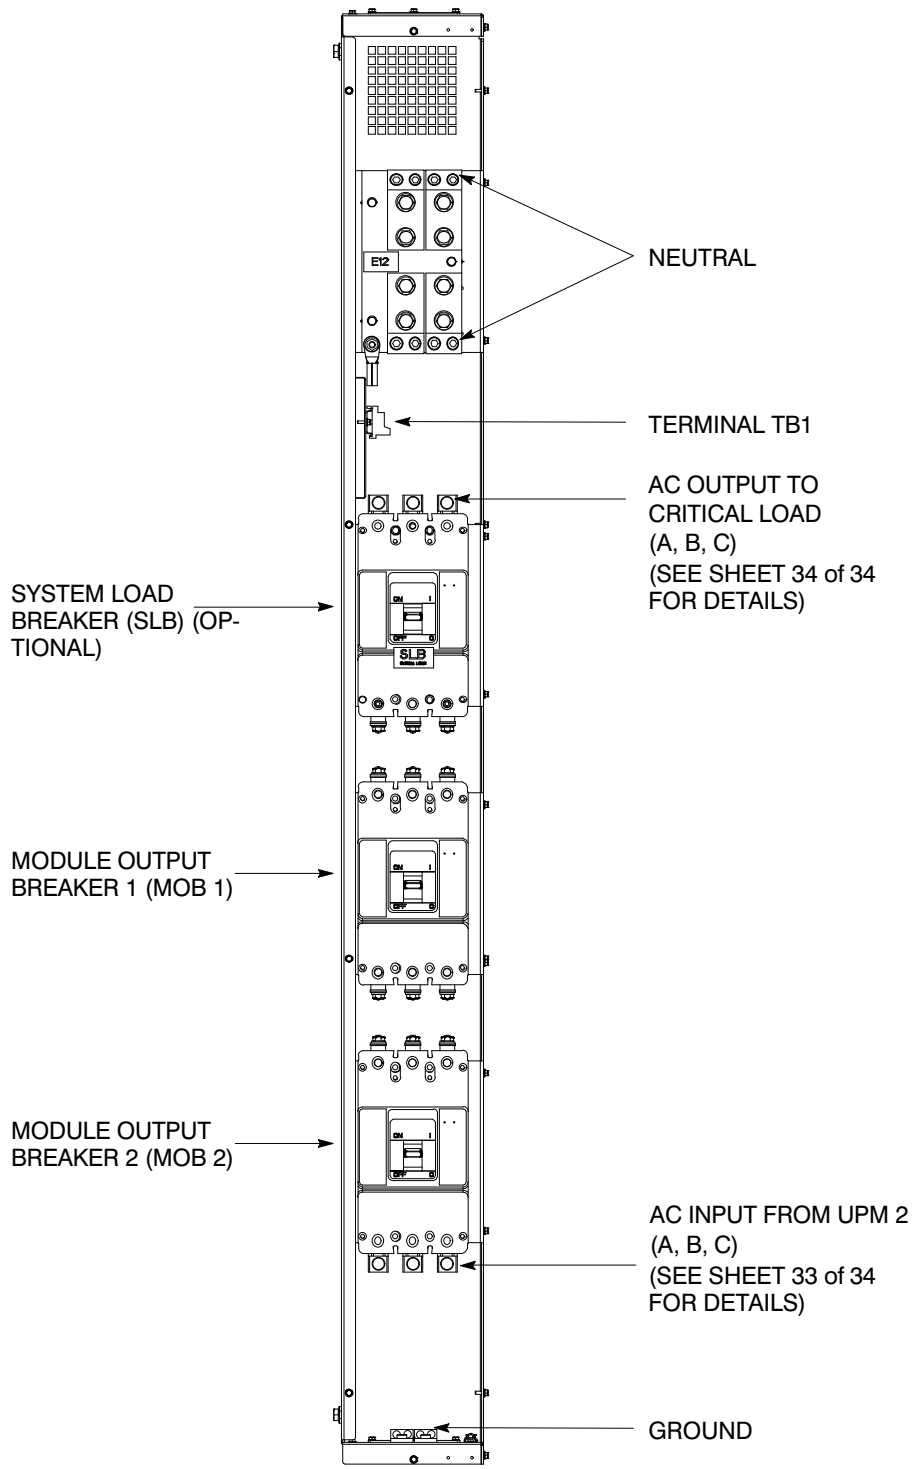 E12
NEUTRAL
TERMINAL TB1
AC OUTPUT TO
CRITICAL LOAD
(A, B, C)
(SEE SHEET 34 of 34
FOR DETAILS)
SYSTEM LOAD
BREAKER (SLB) (OP-
TIONAL)
ON I
OFF O
SLB
SYSTEM LOAD
MODULE OUTPUT
BREAKER 1 (MOB 1)
ON I
OFF O
MODULE OUTPUT
BREAKER 2 (MOB 2)
ON I
OFF O
AC INPUT FROM UPM 2
(A, B, C)
(SEE SHEET 33 of 34
FOR DETAILS)
GROUND